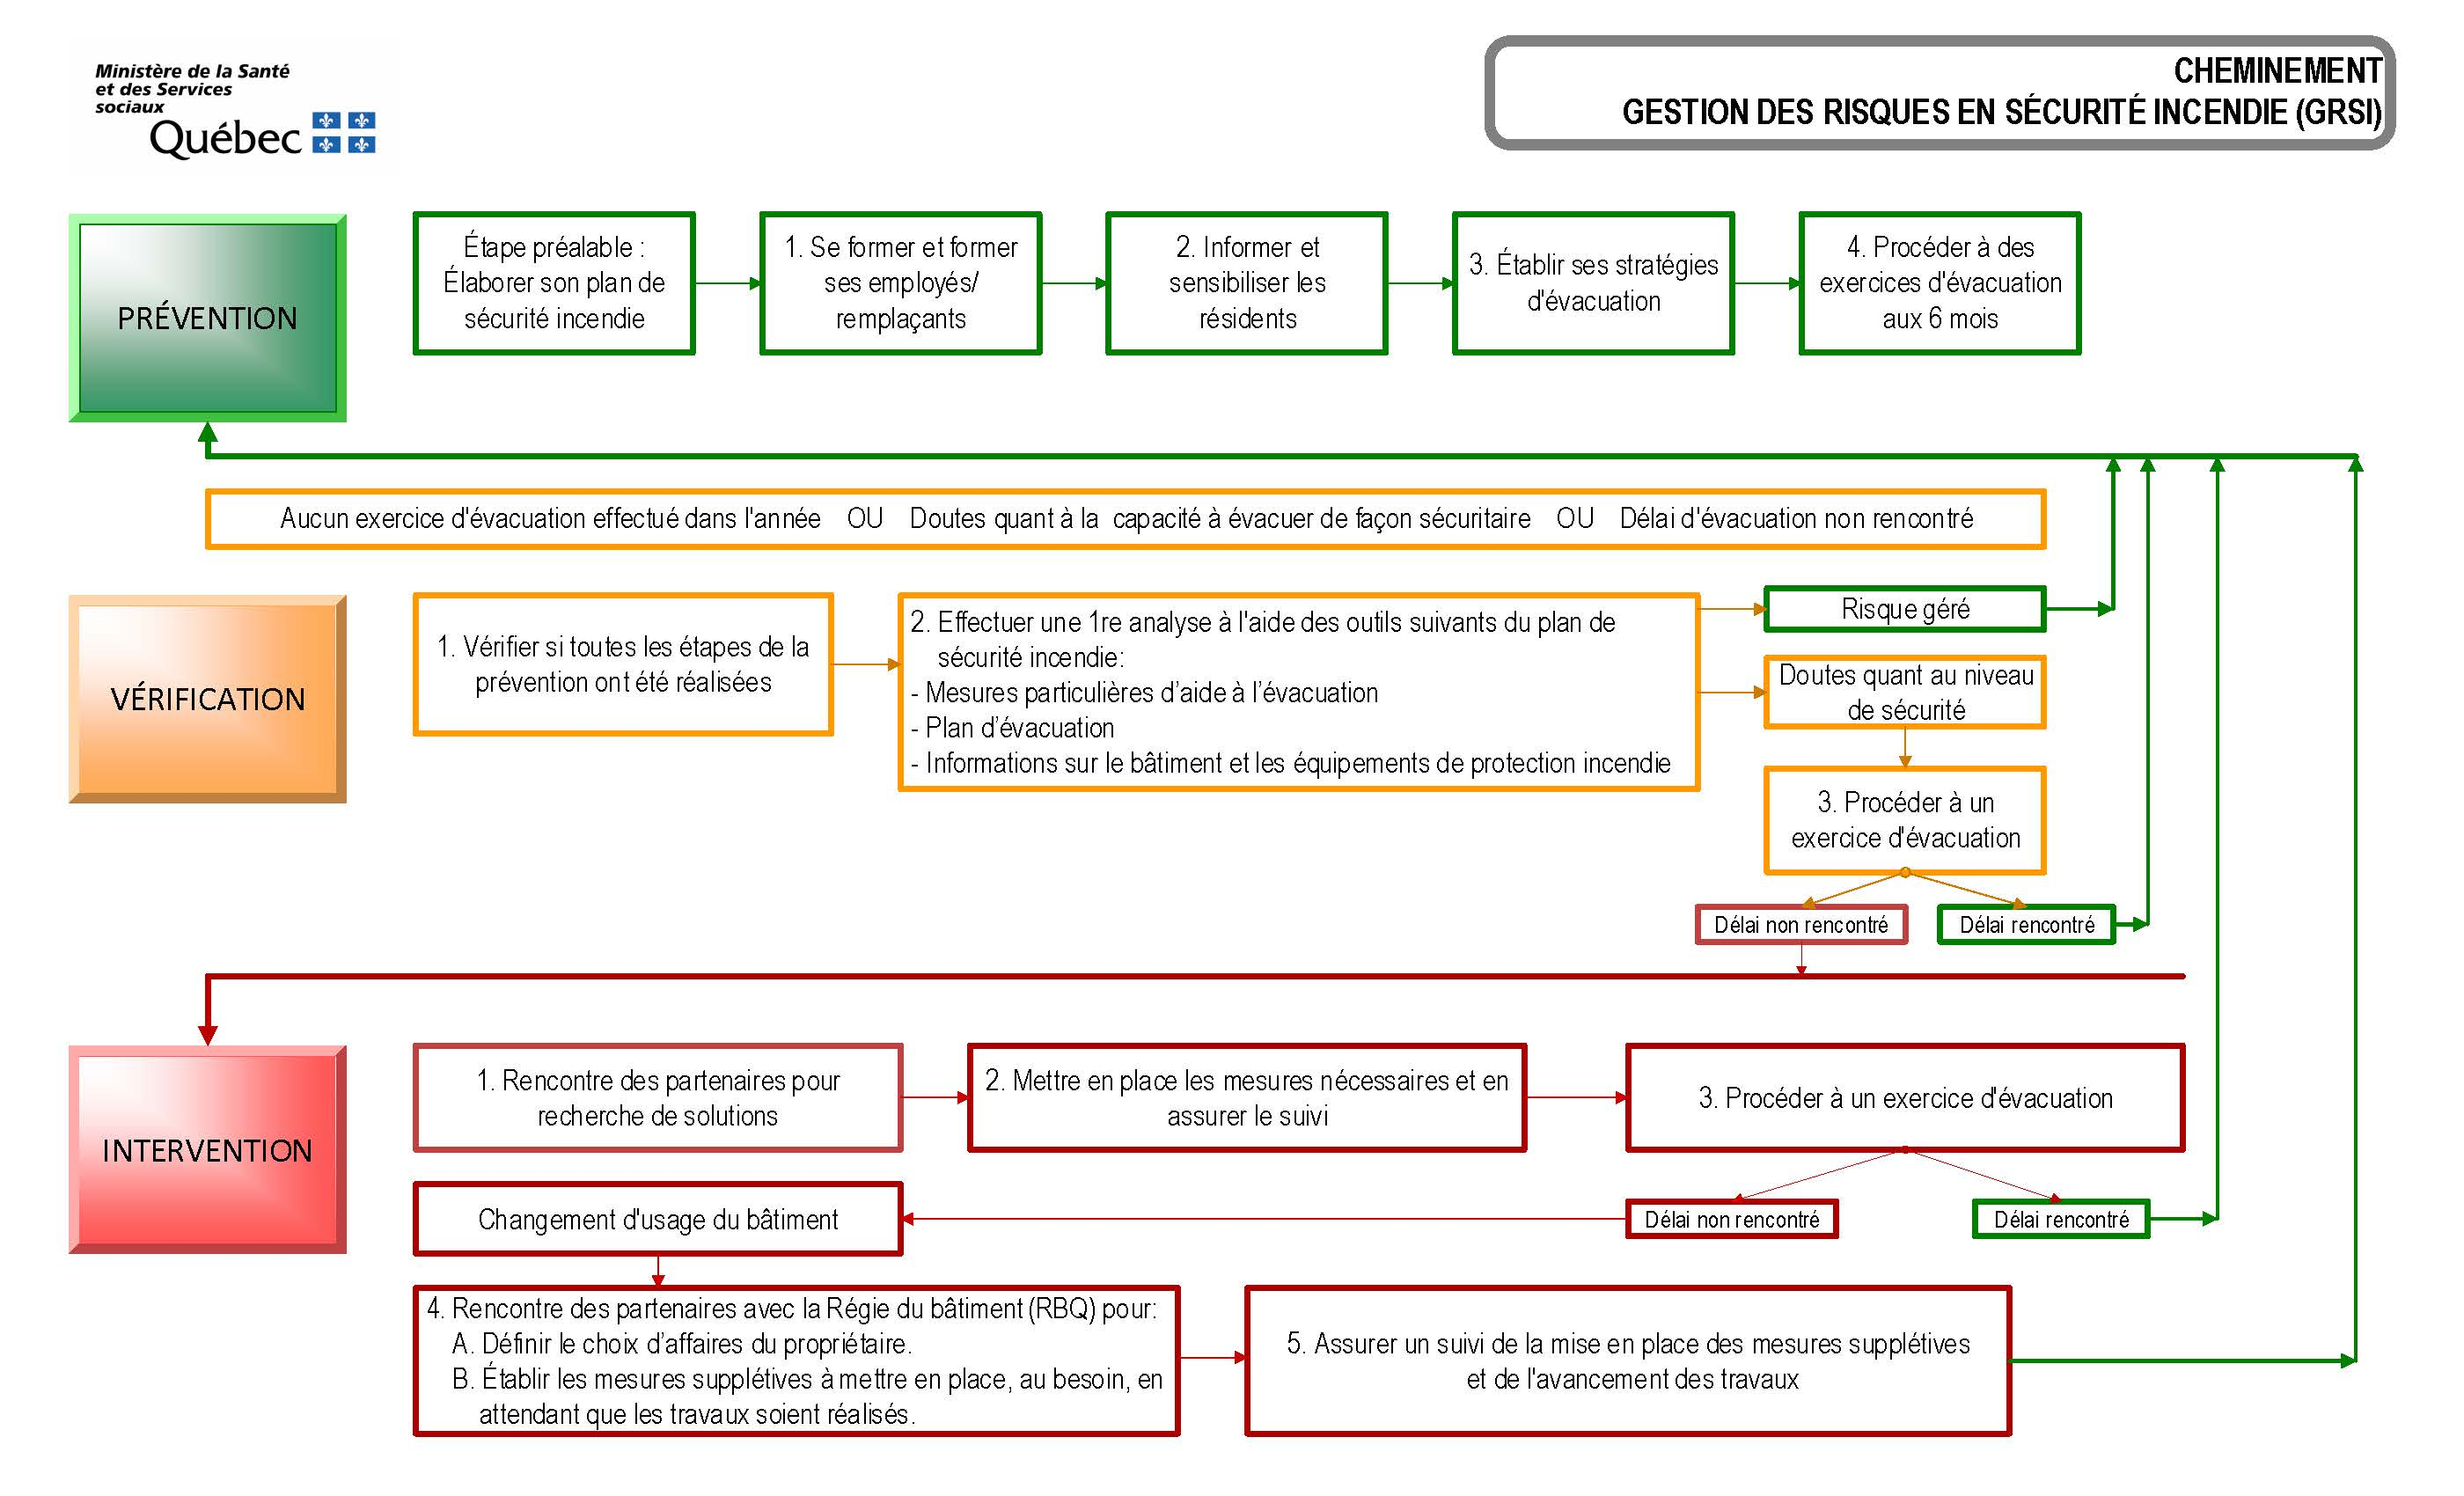 Ministère de la Santé
et des Services
sociaux
Québec
CHEMINEMENT
GESTION DES RISQUES EN SÉCURITÉ INCENDIE (GRSI)
PRÉVENTION
Étape préalable :
Élaborer son plan de
sécurité incendie
1. Se former et former
ses employés/
remplaçants
2. Informer et
sensibiliser les
résidents
3. Établir ses stratégies
d'évacuation
4. Procéder à des
exercices d'évacuation
aux 6 mois
Aucun exercice d'évacuation effectué dans l'année OU Doutes quant à la capacité à évacuer de façon sécuritaire OU Délai d'évacuation non rencontré
VÉRIFICATION
1. Vérifier si toutes les étapes de la
prévention ont été réalisées
2. Effectuer une 1re analyse à l'aide des outils suivants du plan de
sécurité incendie:
- Mesures particulières d’aide à l’évacuation
- Plan d’évacuation
- Informations sur le bâtiment et les équipements de protection incendie
Risque géré
Doutes quant au niveau
de sécurité
3. Procéder à un
exercice d'évacuation
Délai non rencontré
Délai rencontré
INTERVENTION
1. Rencontre des partenaires pour
recherche de solutions
2. Mettre en place les mesures nécessaires et en
assurer le suivi
3. Procéder à un exercice d'évacuation
Changement d'usage du bâtiment
Délai non rencontré
Délai rencontré
4. Rencontre des partenaires avec la Régie du bâtiment (RBQ) pour:
A. Définir le choix d’affaires du propriétaire.
B. Établir les mesures supplétives à mettre en place, au besoin, en
attendant que les travaux soient réalisés.
5. Assurer un suivi de la mise en place des mesures supplétives
et de l'avancement des travaux